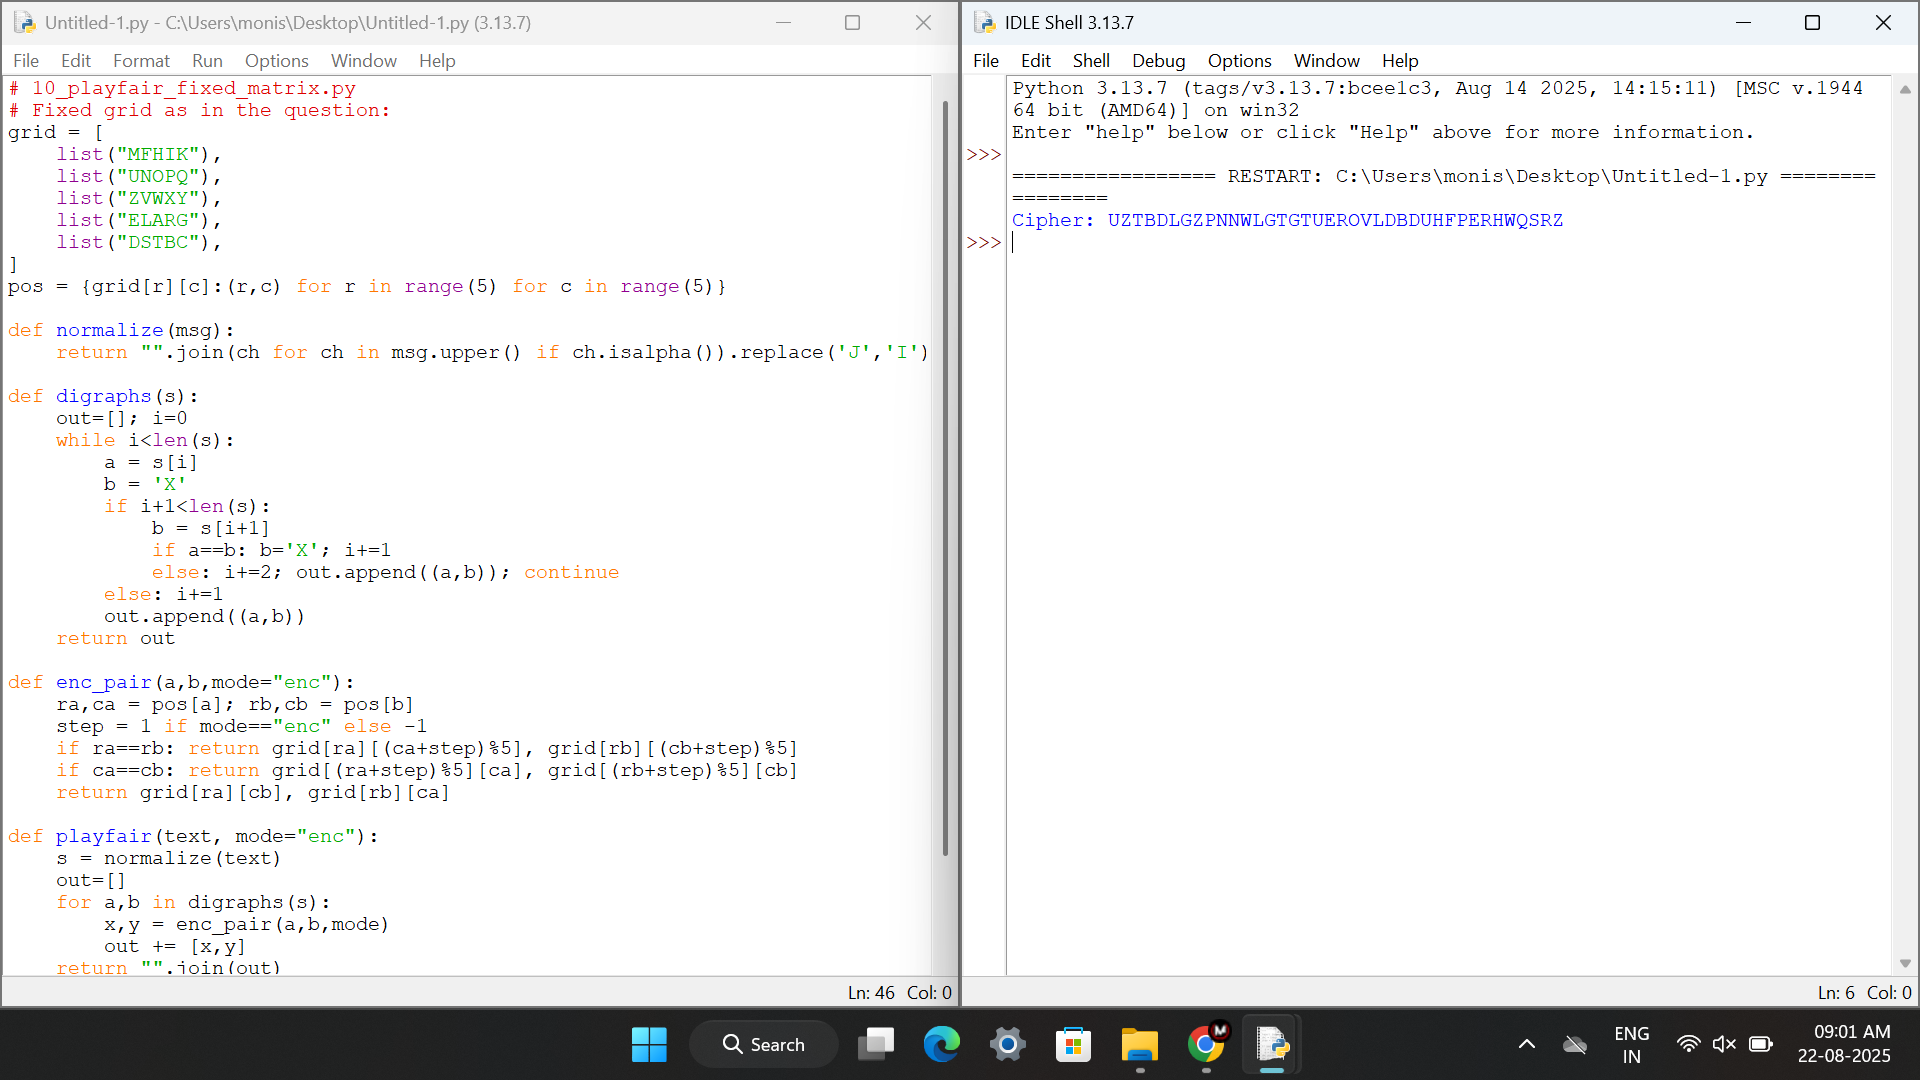 Untitled-1.py - C:\Users\monis\Desktop\Untitled-1.py (3.13.7)
File Edit Format Run Options Window Help
# 10_playfair_fixed_matrix.py
# Fixed grid as in the question:
grid = [
    list("MFHIK"),
    list("UNOPQ"),
    list("ZVWXY"),
    list("ELARG"),
    list("DSTBC"),
]
pos = {grid[r][c]:(r,c) for r in range(5) for c in range(5)}

def normalize(msg):
    return "".join(ch for ch in msg.upper() if ch.isalpha()).replace('J','I')

def digraphs(s):
    out=[]; i=0
    while i<len(s):
        a = s[i]
        b = 'X'
        if i+1<len(s):
            b = s[i+1]
            if a==b: b='X'; i+=1
            else: i+=2; out.append((a,b)); continue
        else: i+=1
        out.append((a,b))
    return out

def enc_pair(a,b,mode="enc"):
    ra,ca = pos[a]; rb,cb = pos[b]
    step = 1 if mode=="enc" else -1
    if ra==rb: return grid[ra][(ca+step)%5], grid[rb][(cb+step)%5]
    if ca==cb: return grid[(ra+step)%5][ca], grid[(rb+step)%5][cb]
    return grid[ra][cb], grid[rb][ca]

def playfair(text, mode="enc"):
    s = normalize(text)
    out=[]
    for a,b in digraphs(s):
        x,y = enc_pair(a,b,mode)
        out += [x,y]
    return "".join(out)
Ln: 46 Col: 0
IDLE Shell 3.13.7
File Edit Shell Debug Options Window Help
Python 3.13.7 (tags/v3.13.7:bcee1c3, Aug 14 2025, 14:15:11) [MSC v.1944
64 bit (AMD64)] on win32
Enter "help" below or click "Help" above for more information.
>>>
================= RESTART: C:\Users\monis\Desktop\Untitled-1.py ========
========
Cipher: UZTBDLGZPNNWLGTGTUEROVLDBDUHFPERHWQSRZ
>>>
Ln: 6 Col: 0
Search
M
ENG
IN
09:01 AM
22-08-2025